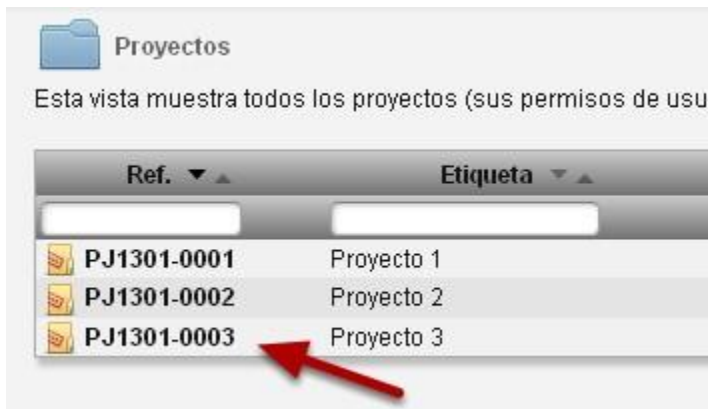 Proyectos
Esta vista muestra todos los proyectos (sus permisos de usu
Ref. Etiqueta
PJ1301-0001 Proyecto 1
PJ1301-0002 Proyecto 2
PJ1301-0003 Proyecto 3